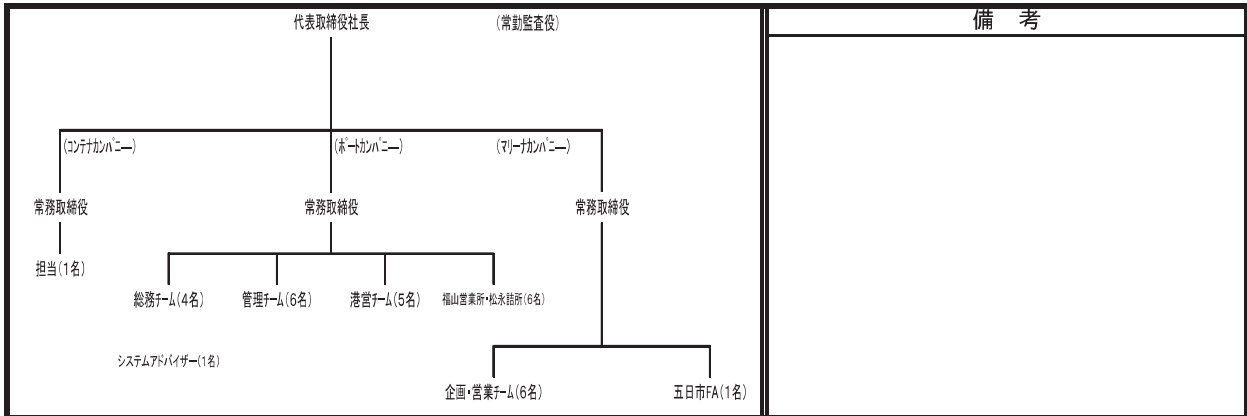 代表取締役社長 (常勤監査役)
備 考
(コンテナカンパニー) (ポートカンパニー) (マリーナカンパニー)
常務取締役 常務取締役 常務取締役
担当(1名)
総務チーム(4名) 管理チーム(6名) 港営チーム(5名) 福山営業所・松永詰所(6名)
システムアドバイザー(1名)
企画・営業チーム(6名) 五日市FA(1名)